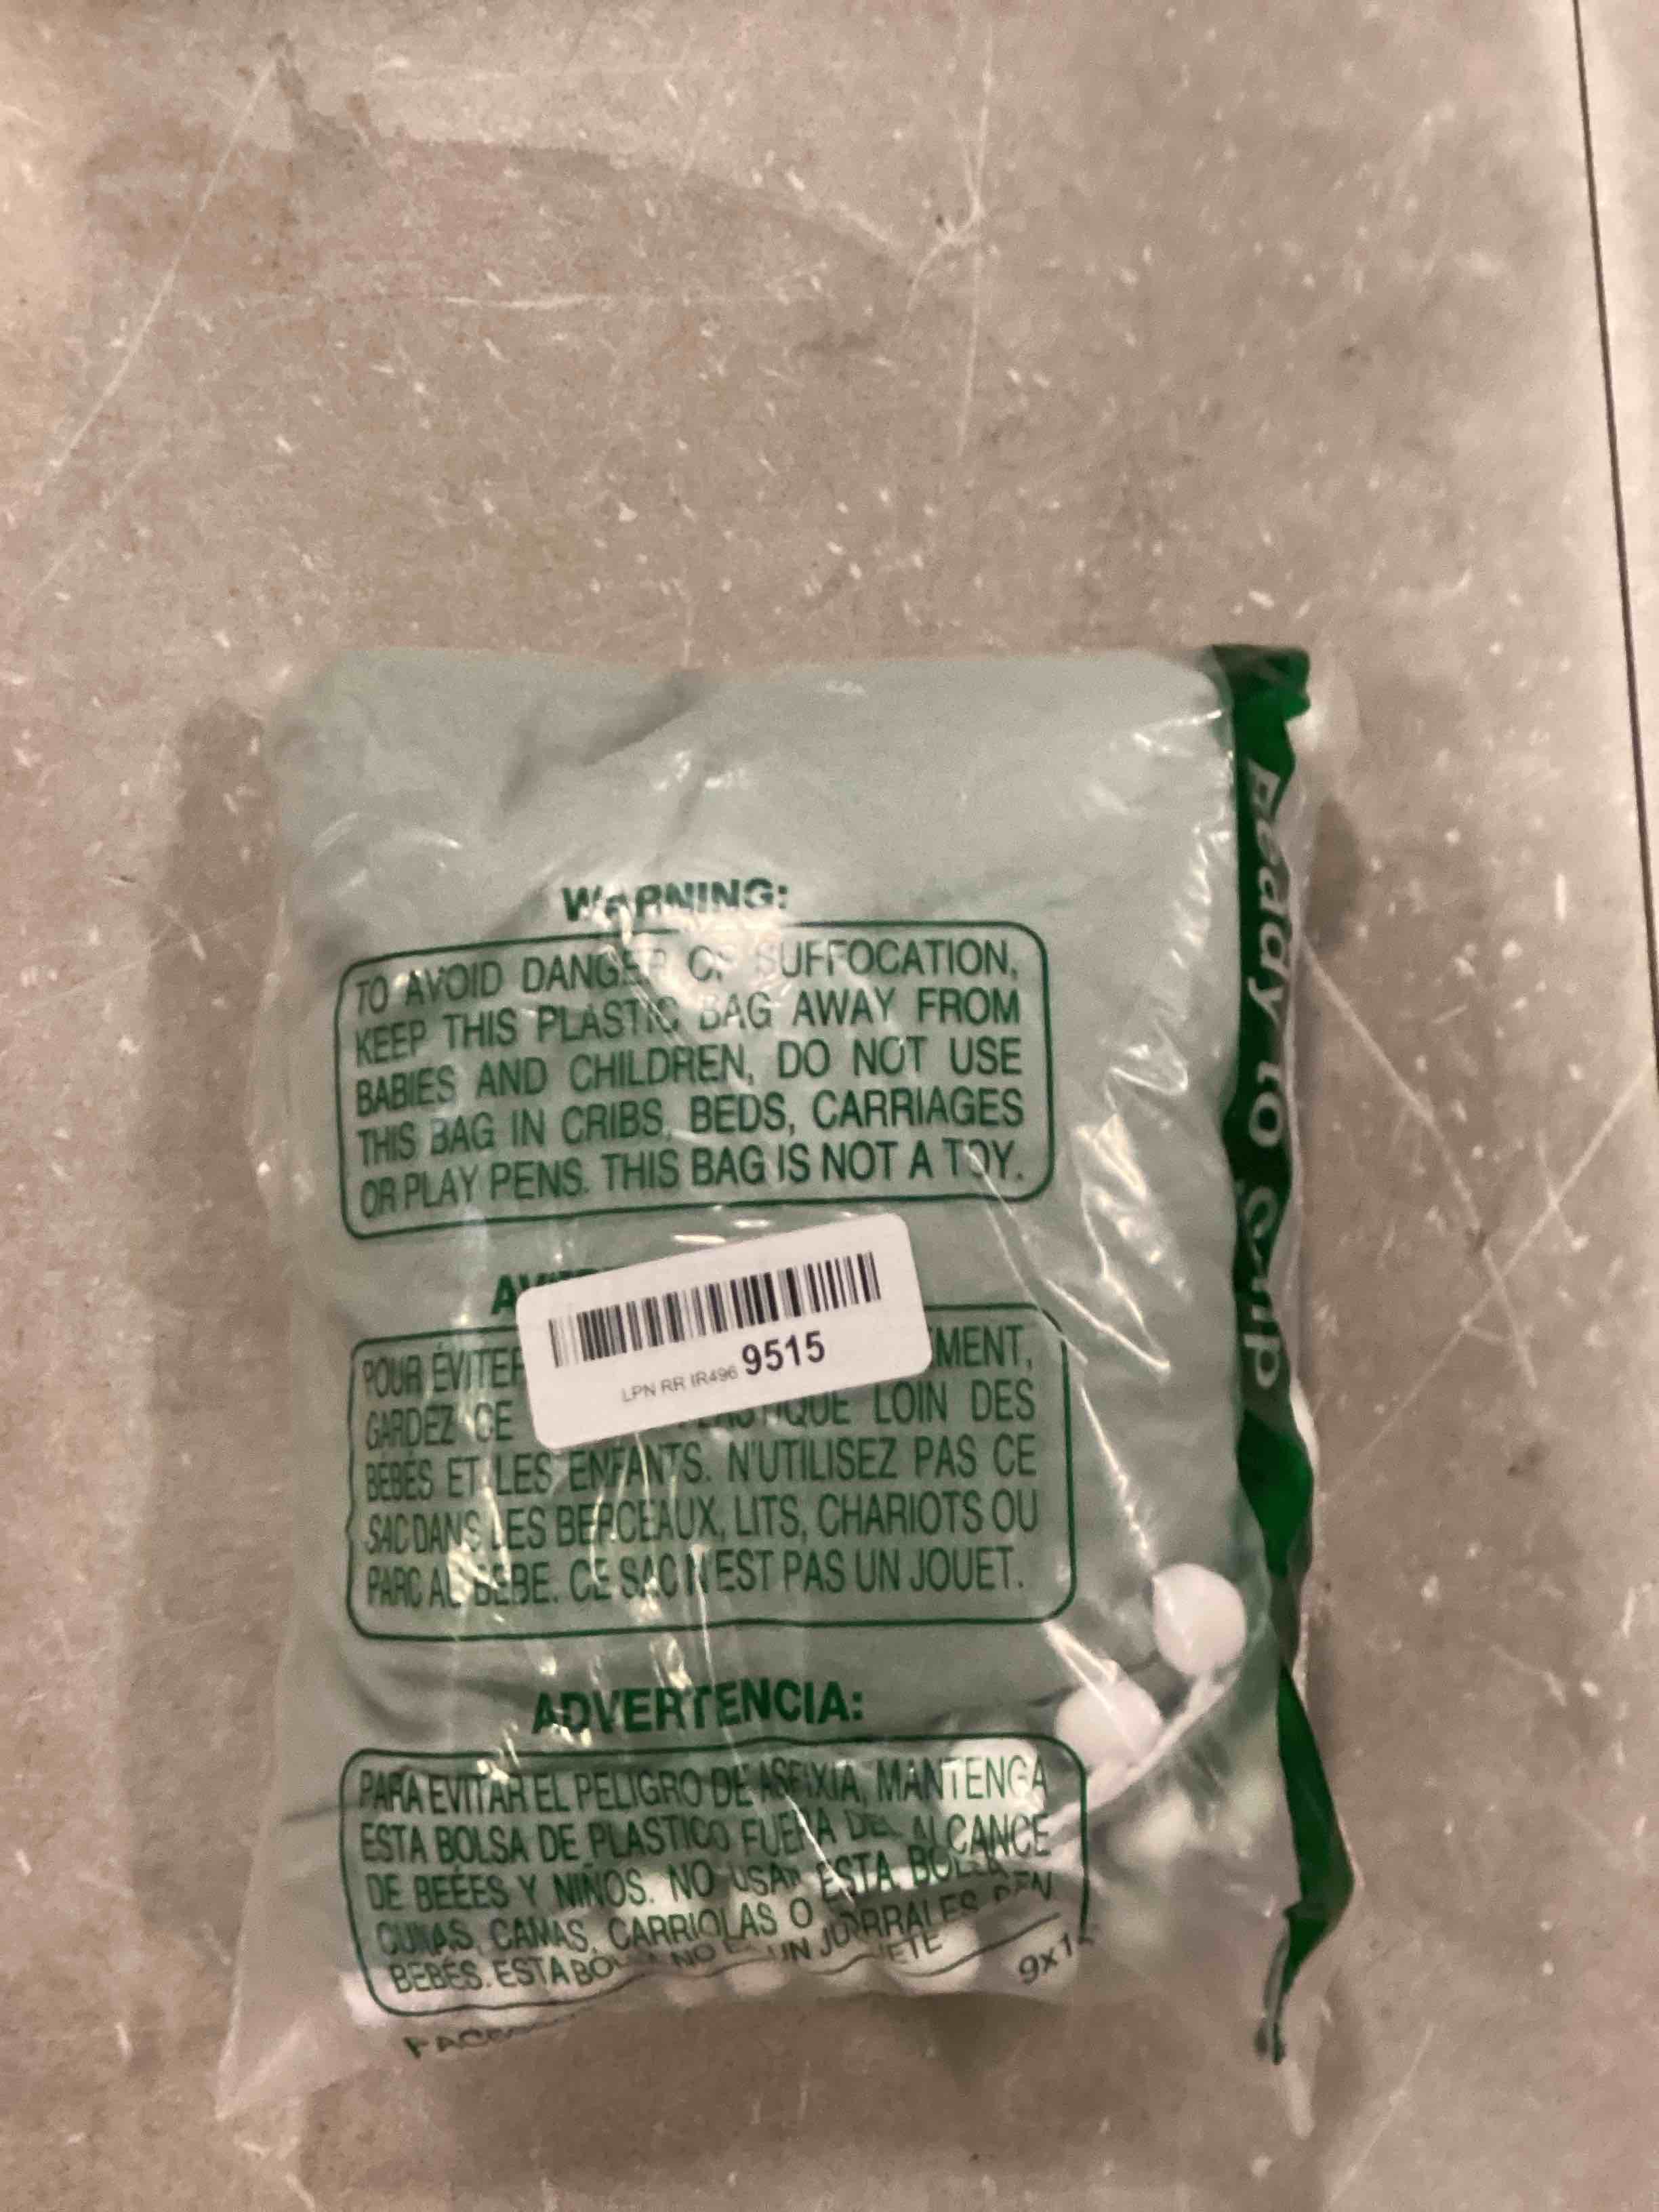 WARNING:
TO AVOID DANGER OF SUFFOCATION,
KEEP THIS PLASTIC BAG AWAY FROM
BABIES AND CHILDREN, DO NOT USE
THIS BAG IN CRIBS, BEDS, CARRIAGES
OR PLAY PENS. THIS BAG IS NOT A TOY.
POUR ÉVITER
GARDEZ CE LOIN DES
BEBES ET LES ENFANTS. N'UTILISEZ PAS CE
SAC DANS LES BERCEAUX, LITS, CHARIOTS OU
PARC AU BEBE. CE SAC N'EST PAS UN JOUET.
LPN RR IR496 9515
ADVERTENCIA:
PARA EVITAR EL PELIGRO DE ASFIXIA, MANTENGA
ESTA BOLSA DE PLASTICO FUERA DEL ALCANCE
DE BEEES Y NIÑOS. NO USAR ESTA BOLSA
CUNAS, CAMAS, CARRIOLAS O
BEBÉS. ESTA BOLSA NO ES UN
Ready to Ship